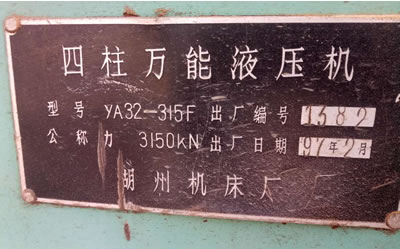 四柱万能液压机
型号 YA32-315F 出厂编号 1382
公称力 3150kN 出厂日期 97年2月
湖州机床厂